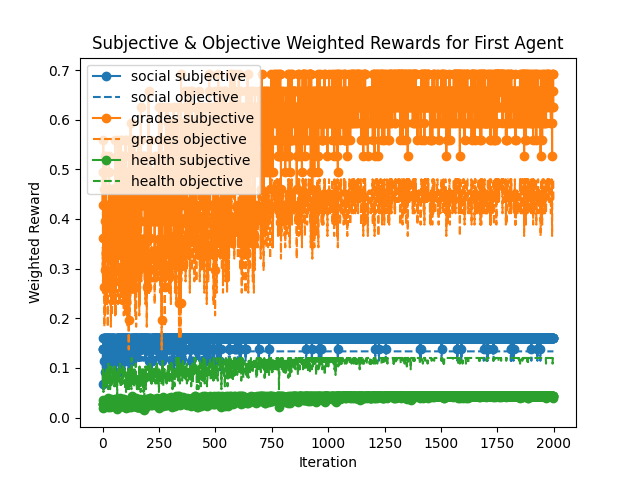 Subjective & Objective Weighted Rewards for First Agent
0.7
0.6
0.5
0.4
0.3
0.2
0.1
0.0
Weighted Reward
social subjective
social objective
grades subjective
grades objective
health subjective
health objective
0
250
500
750
1000
1250
1500
1750
2000
Iteration